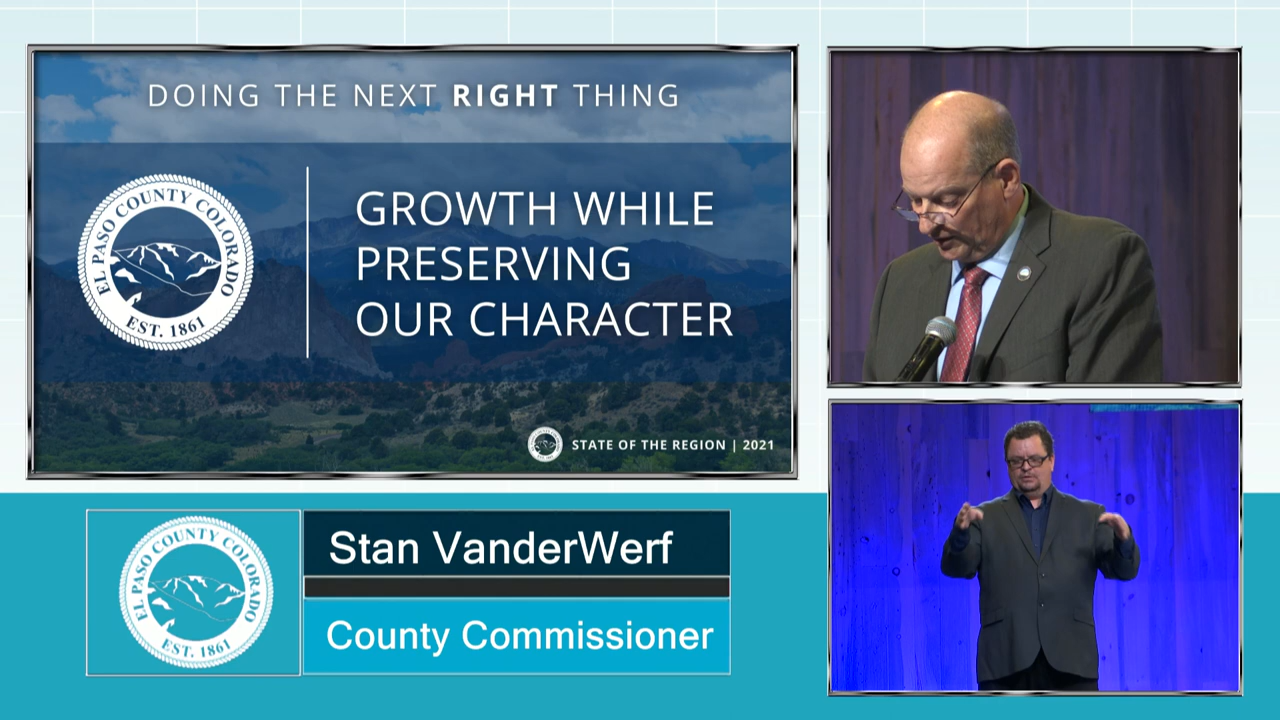 DOING THE NEXT RIGHT THING
EL PASO COUNTY COLORADO
EST. 1861
GROWTH WHILE
PRESERVING
OUR CHARACTER
STATE OF THE REGION | 2021
EL PASO COUNTY COLORADO
EST. 1861
Stan VanderWerf
County Commissioner